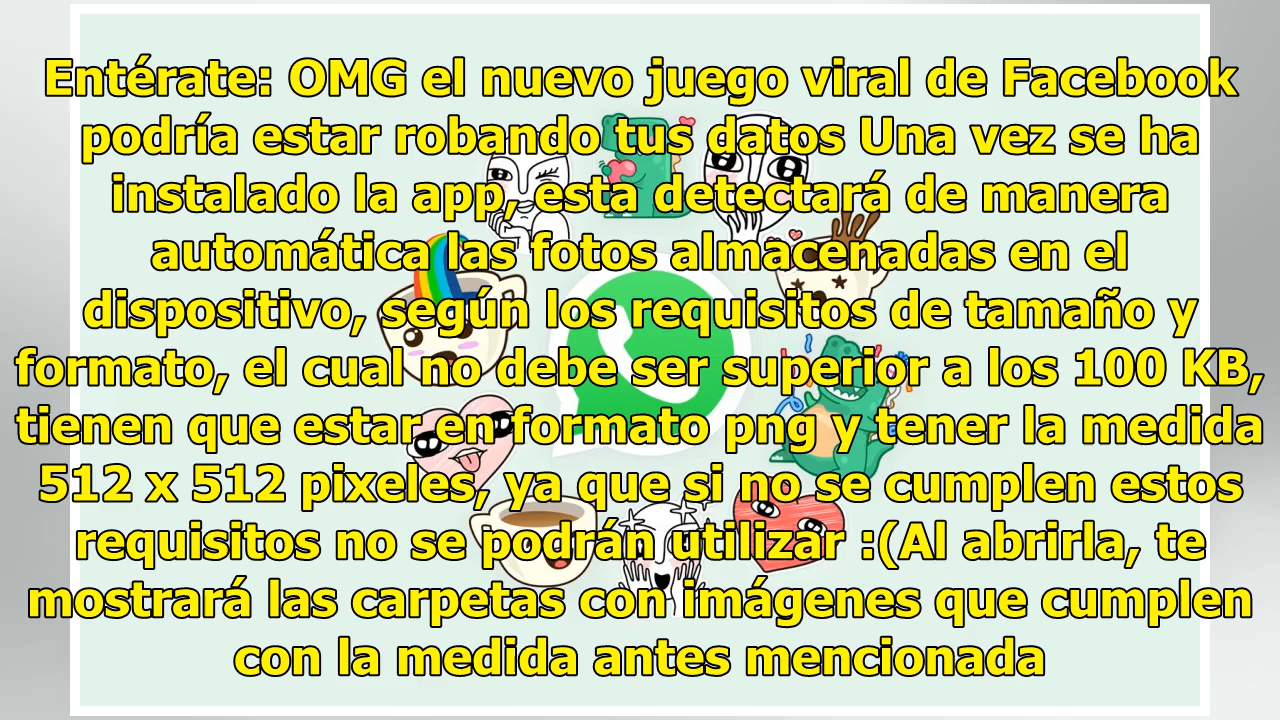 Entérate: OMG el nuevo juego viral de Facebook
podría estar robando tus datos Una vez se ha
instalado la app, esta detectará de manera
automática las fotos almacenadas en el
dispositivo, según los requisitos de tamaño y
formato, el cual no debe ser superior a los 100 KB,
tienen que estar en formato png y tener la medida
512 x 512 pixeles, ya que si no se cumplen estos
requisitos no se podrán utilizar :(Al abrirla, te
mostrará las carpetas con imágenes que cumplen
con la medida antes mencionada